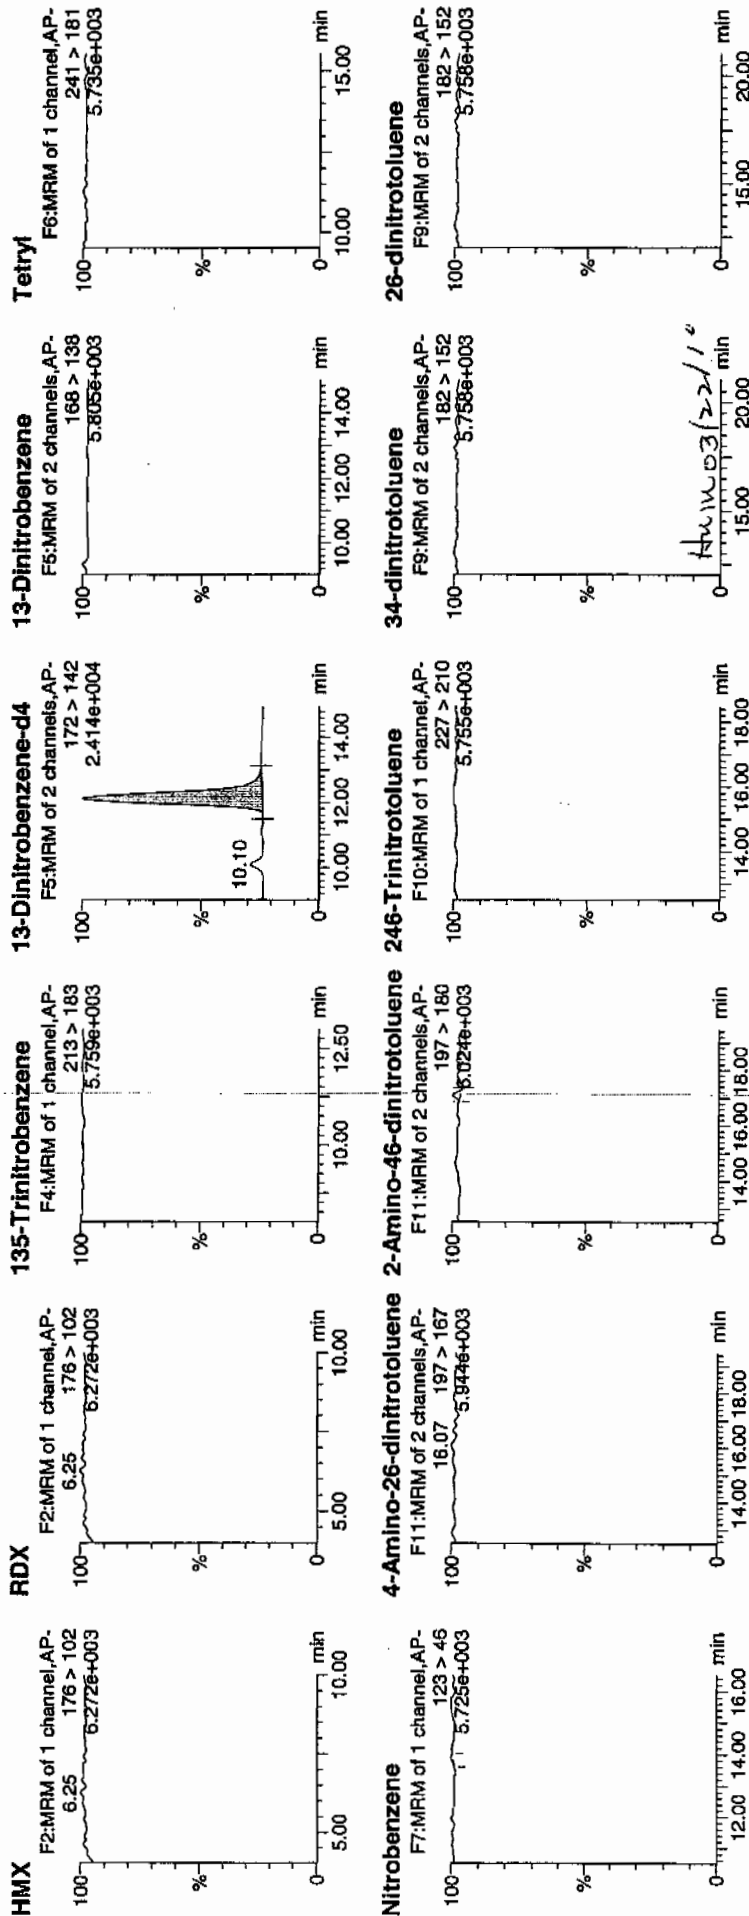 HMX
F2:MRM of 1 channel,AP-
176 > 102
6.272e+003
6.25
100
%
0
5.00 10.00 min
RDX
F2:MRM of 1 channel,AP-
176 > 102
6.272e+003
6.25
100
%
0
5.00 10.00 min
135-Trinitrobenzene
F4:MRM of 1 channel,AP-
213 > 183
5.759e+003
100
%
0
10.00 12.50 min
13-Dinitrobenzene-d4
F5:MRM of 2 channels,AP-
172 > 142
2.414e+004
10.10
100
%
0
10.00 12.00 14.00 min
13-Dinitrobenzene
F5:MRM of 2 channels,AP-
168 > 138
5.805e+003
100
%
0
10.00 12.00 14.00 min
Tetryl
F6:MRM of 1 channel,AP-
241 > 181
5.735e+003
100
%
0
10.00 15.00 min
Nitrobenzene
F7:MRM of 1 channel,AP-
123 > 46
5.725e+003
100
%
0
12.00 14.00 16.00 min
4-Amino-26-dinitrotoluene
F11:MRM of 2 channels,AP-
16.07 197 > 167
5.944e+003
100
%
0
14.00 16.00 18.00 min
2-Amino-46-dinitrotoluene
F11:MRM of 2 channels,AP-
197 > 180
6.024e+003
100
%
0
14.00 16.00 18.00 min
246-Trinitrotoluene
F10:MRM of 1 channel,AP-
227 > 210
5.755e+003
100
%
0
14.00 16.00 18.00 min
34-dinitrotoluene
F9:MRM of 2 channels,AP-
182 > 152
5.758e+003
100
%
0
03/22/10
15.00 20.00 min
26-dinitrotoluene
F9:MRM of 2 channels,AP-
182 > 152
5.758e+003
100
%
0
15.00 20.00 min